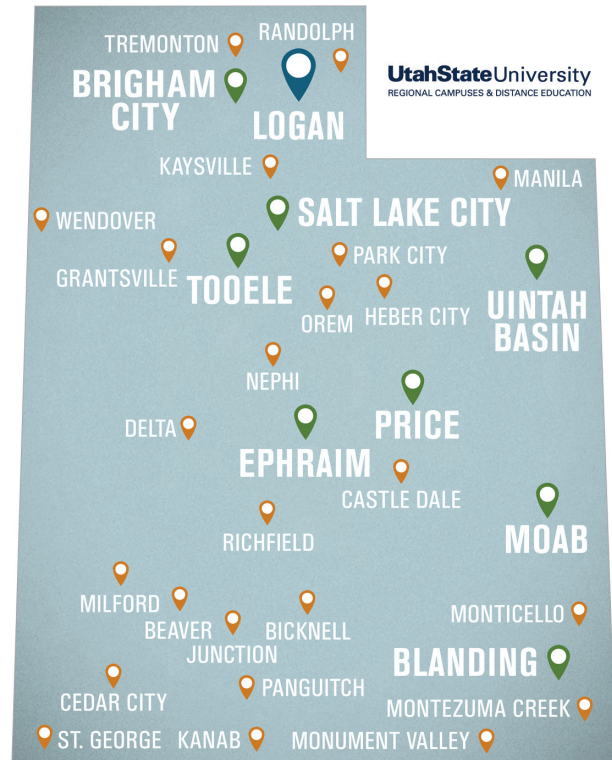 TREMONTON
RANDOLPH
BRIGHAM
CITY
LOGAN
UtahStateUniversity
REGIONAL CAMPUSES & DISTANCE EDUCATION
KAYSVILLE
MANILA
WENDOVER
SALT LAKE CITY
GRANTSVILLE
TOOELE
PARK CITY
OREM
HEBER CITY
UINTAH
BASIN
NEPHI
DELTA
EPHRAIM
PRICE
CASTLE DALE
RICHFIELD
MOAB
MILFORD
BEAVER
JUNCTION
BICKNELL
MONTICELLO
BLANDING
CEDAR CITY
PANGUITCH
MONTEZUMA CREEK
ST. GEORGE
KANAB
MONUMENT VALLEY